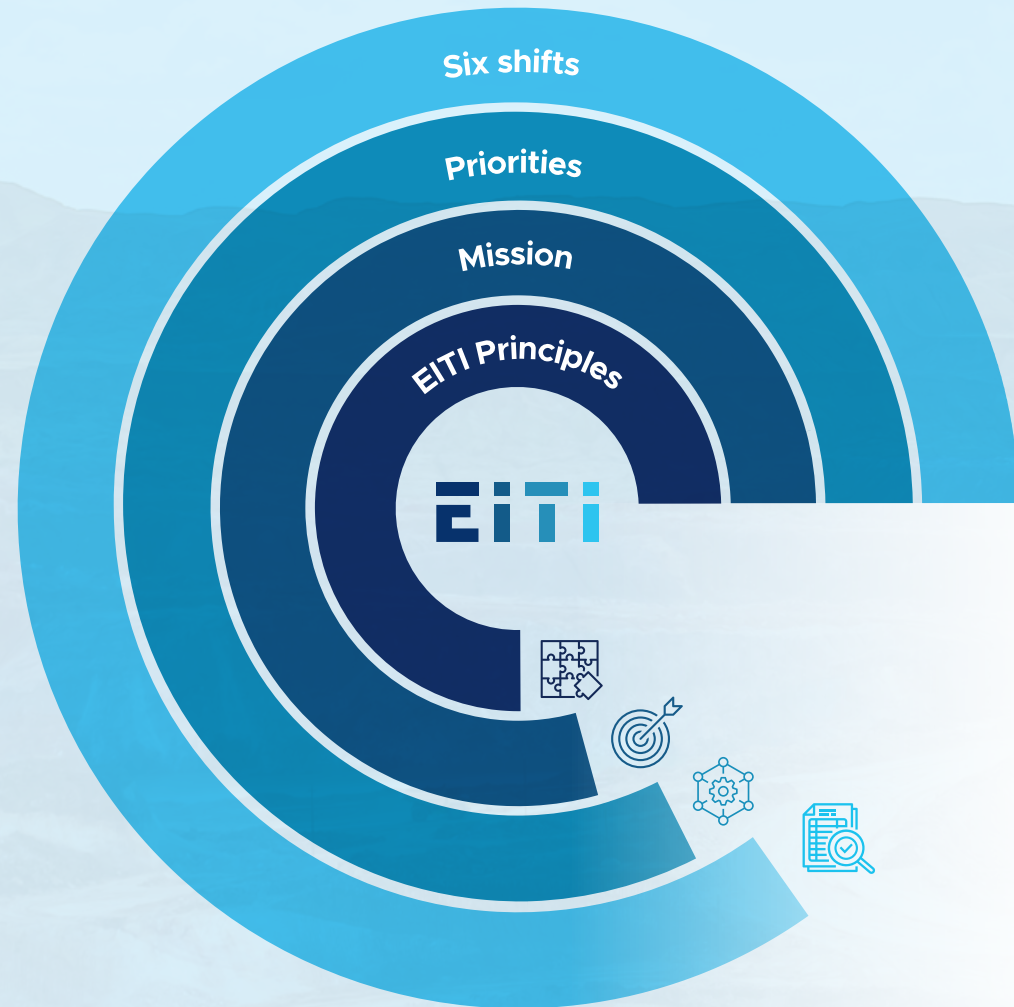 Six shifts
Priorities
Mission
EITI Principles
EiTi